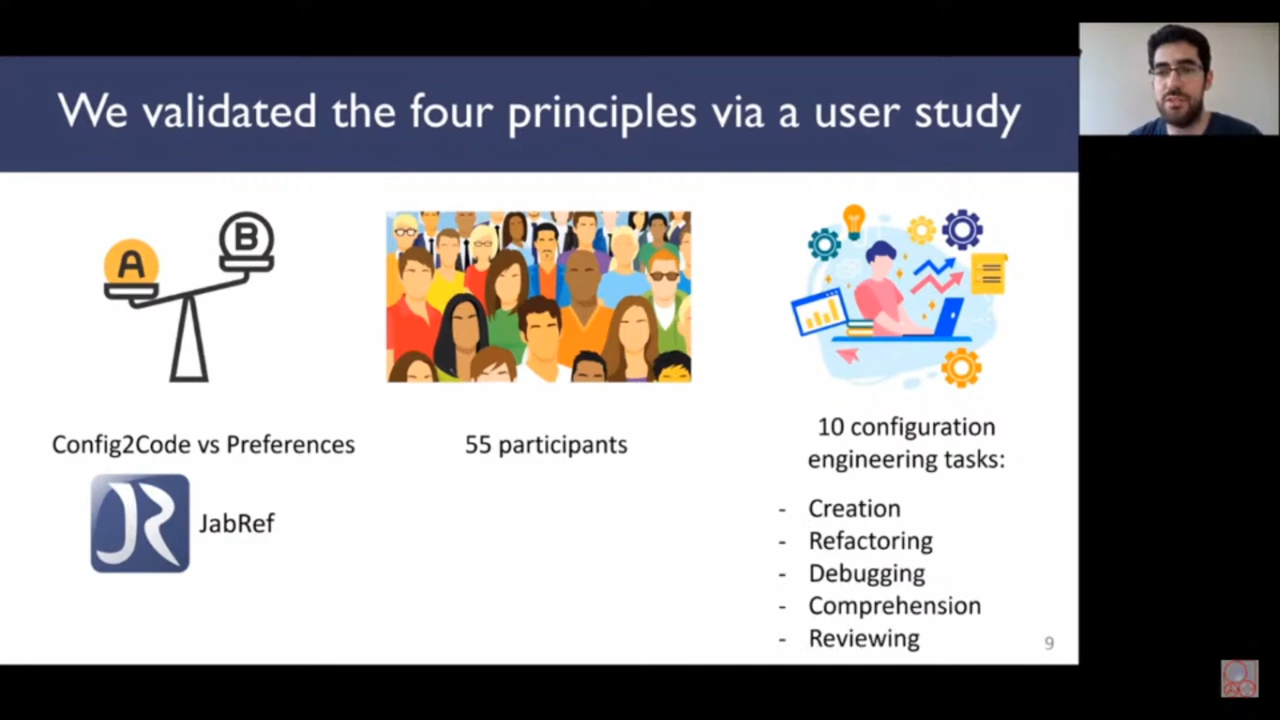 We validated the four principles via a user study
A
B
Config2Code vs Preferences
JR
JabRef
55 participants
10 configuration
engineering tasks:
- Creation
- Refactoring
- Debugging
- Comprehension
- Reviewing
9